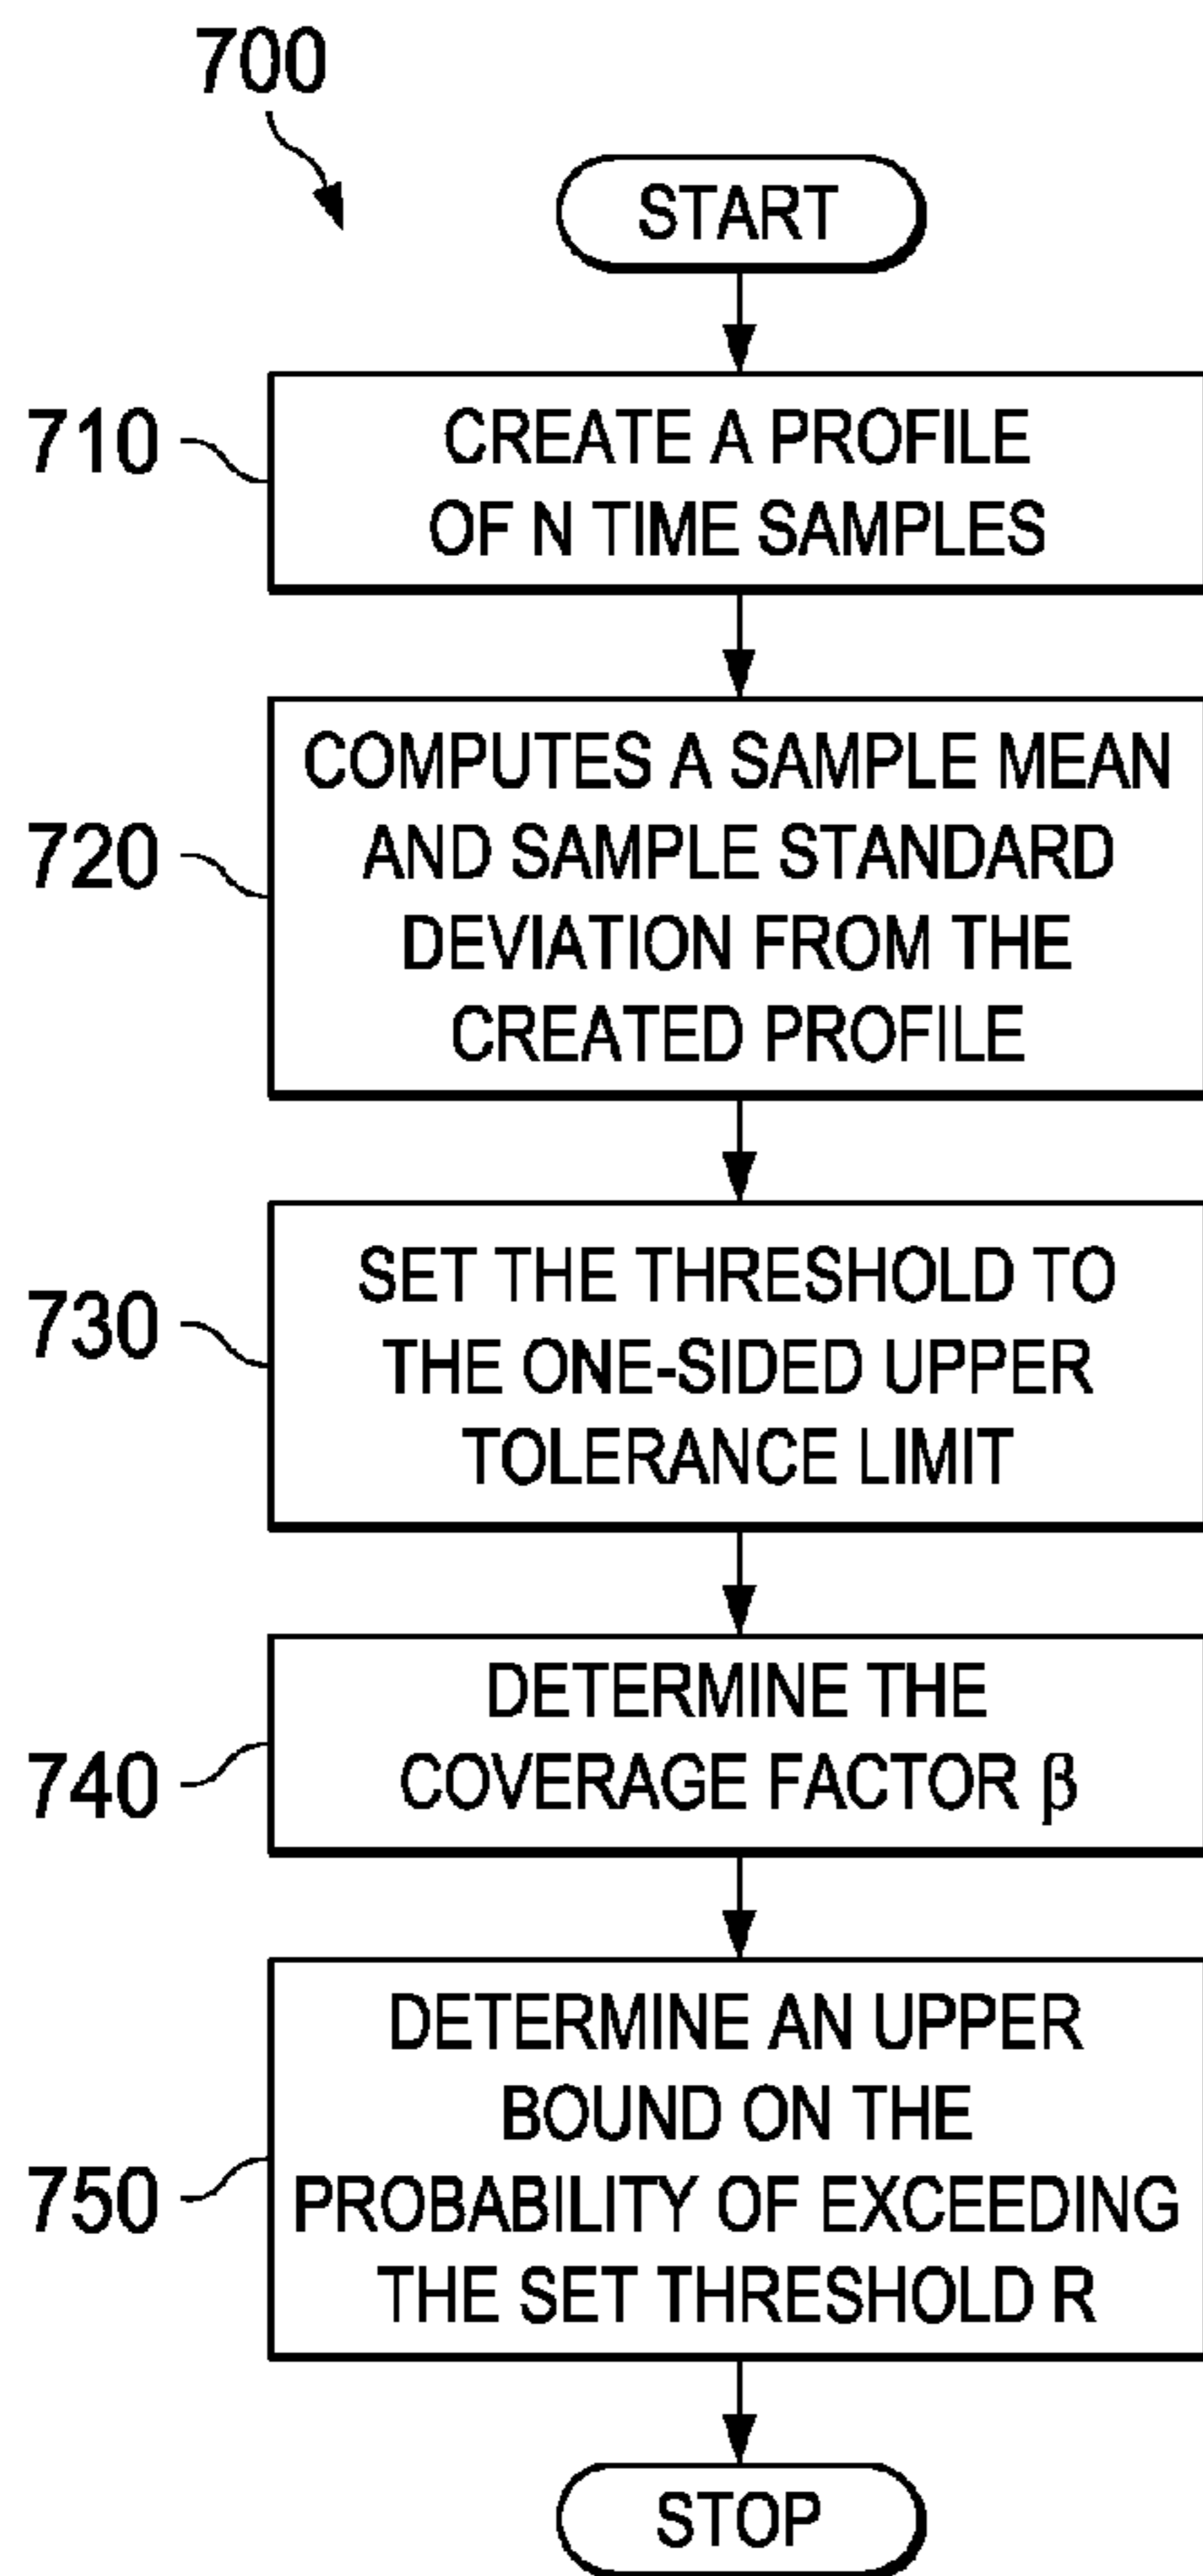 700
START
710
CREATE A PROFILE
OF N TIME SAMPLES
720
COMPUTES A SAMPLE MEAN
AND SAMPLE STANDARD
DEVIATION FROM THE
CREATED PROFILE
730
SET THE THRESHOLD TO
THE ONE-SIDED UPPER
TOLERANCE LIMIT
740
DETERMINE THE
COVERAGE FACTOR β
750
DETERMINE AN UPPER
BOUND ON THE
PROBABILITY OF EXCEEDING
THE SET THRESHOLD R
STOP